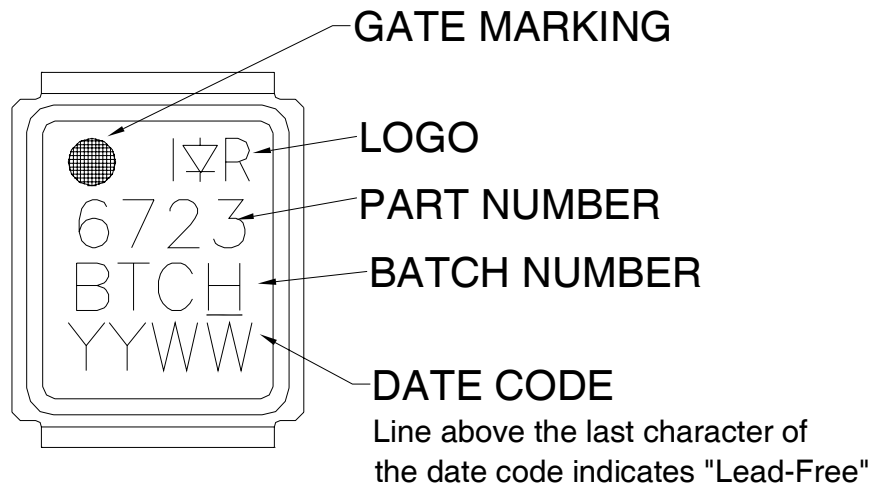 GATE MARKING
LOGO
I R
PART NUMBER
6723
BATCH NUMBER
BTCH
YYWW
DATE CODE
Line above the last character of
the date code indicates "Lead-Free"